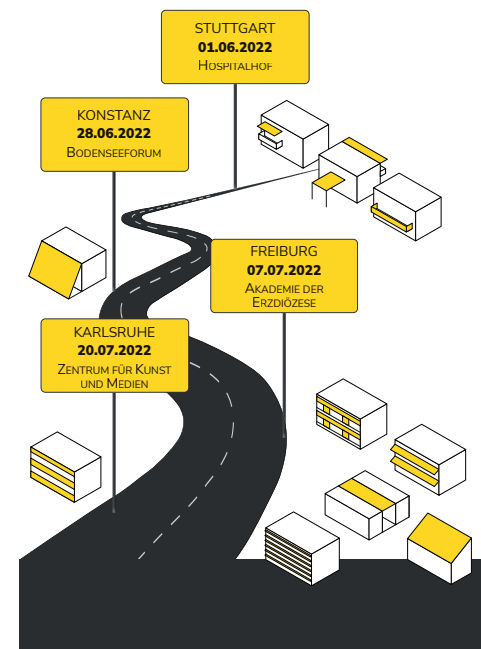 STUTTGART
01.06.2022
Hospitalhof
KONSTANZ
28.06.2022
Bodenseeforum
FREIBURG
07.07.2022
Akademie der
Erzdiözese
KARLSRUHE
20.07.2022
Zentrum für Kunst
und Medien